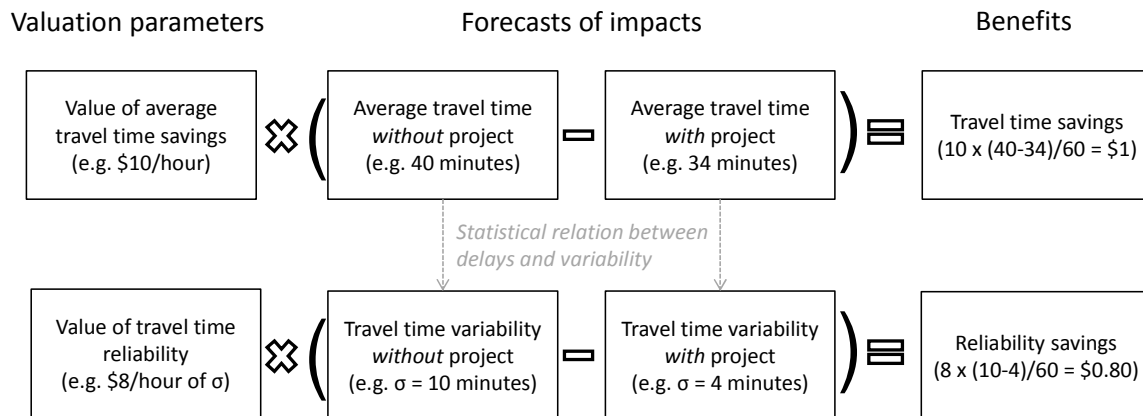 Valuation parameters
Forecasts of impacts
Benefits
Value of average
travel time savings
(e.g. $10/hour)
Average travel time
without project
(e.g. 40 minutes)
Average travel time
with project
(e.g. 34 minutes)
Travel time savings
(10 x (40-34)/60 = $1)
Statistical relation between
delays and variability
Value of travel time
reliability
(e.g. $8/hour of σ)
Travel time variability
without project
(e.g. σ = 10 minutes)
Travel time variability
with project
(e.g. σ = 4 minutes)
Reliability savings
(8 x (10-4)/60 = $0.80)